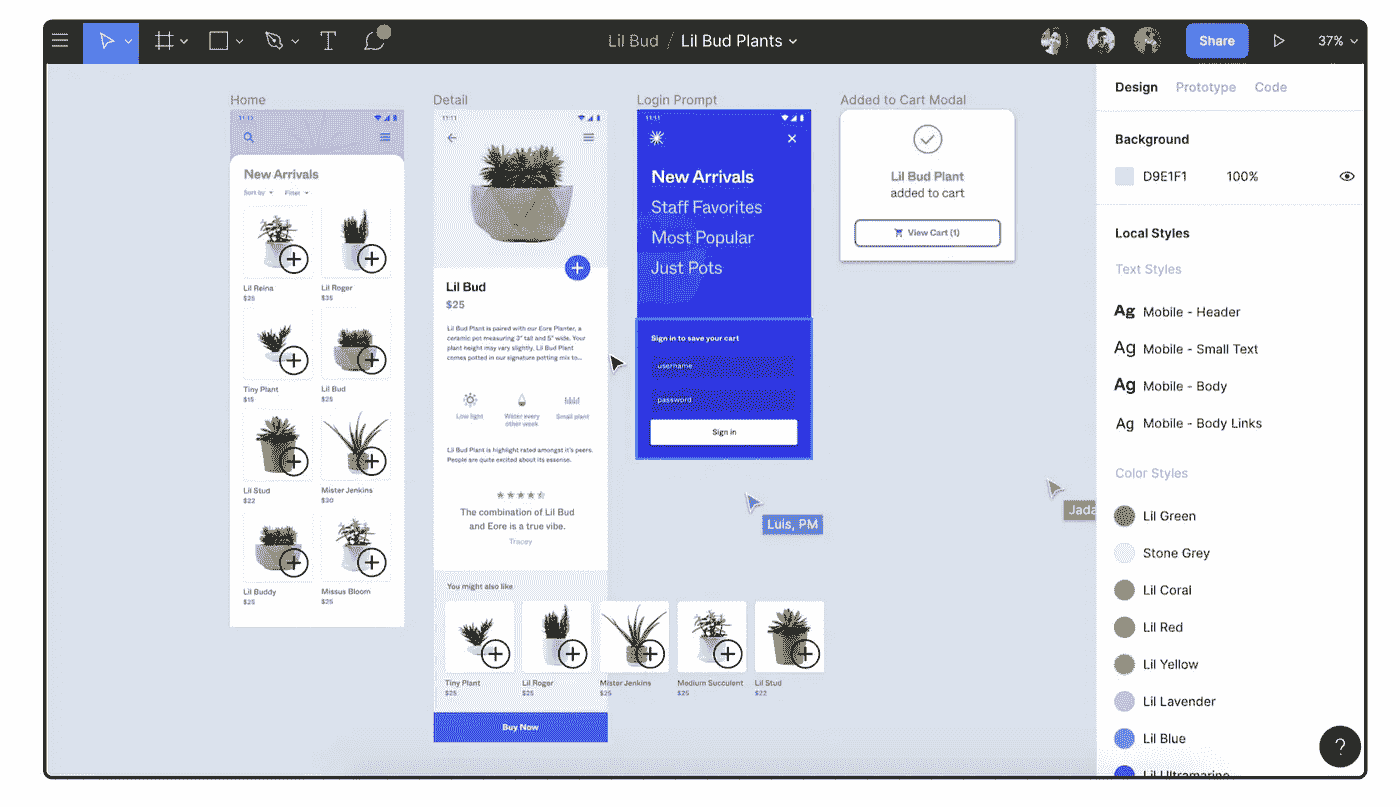 Lil Bud / Lil Bud Plants
Share
37%
Home
11:11
New Arrivals
Sort by
Filter
Lil Reina
$25
Lil Roger
$35
Tiny Plant
$15
Lil Bud
$25
Lil Stud
$22
Mister Jenkins
$30
Lil Buddy
$25
Missus Bloom
$25
Detail
11:11
Lil Bud
$25
Lil Bud Plant is paired with our Eore Planter, a
ceramic pot measuring 3" tall and 5" wide. Your
plant height may vary slightly. Lil Bud Plant
comes potted in our signature potting mix to...
Low light
Water every
other week
Small plant
Lil Bud Plant is highlight rated amongst it's peers.
People are quite excited about its essense.
The combination of Lil Bud
and Eore is a true vibe.
Tracey
You might also like
Tiny Plant
$25
Lil Roger
$25
Mister Jenkins
$25
Medium Succulent
$25
Lil Stud
$22
Buy Now
Login Prompt
11:11
New Arrivals
Staff Favorites
Most Popular
Just Pots
Sign in to save your cart
username
password
Sign in
Luis, PM
Added to Cart Modal
Lil Bud Plant
added to cart
View Cart (1)
Jada
Design Prototype Code
Background
D9E1F1 100%
Local Styles
Text Styles
Ag Mobile - Header
Ag Mobile - Small Text
Ag Mobile - Body
Ag Mobile - Body Links
Color Styles
Lil Green
Stone Grey
Lil Coral
Lil Red
Lil Yellow
Lil Lavender
Lil Blue
Lil Ultramarine
?